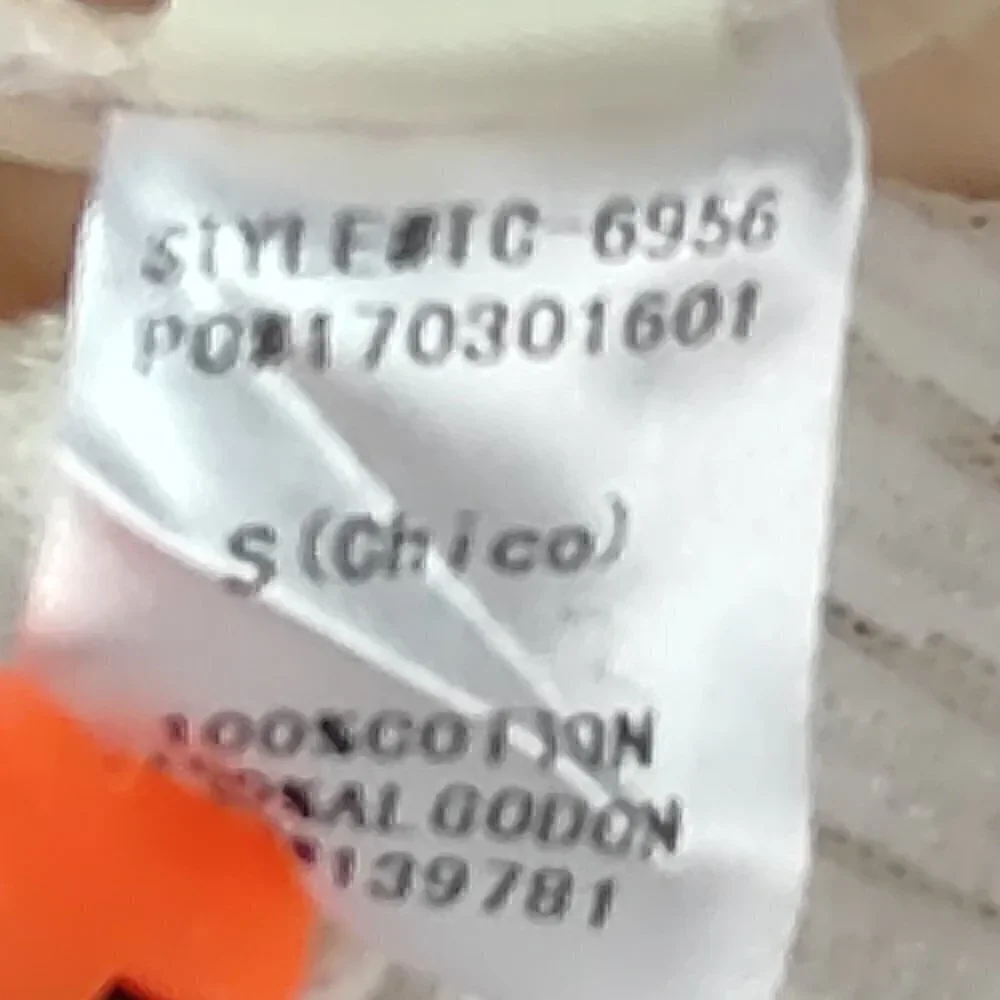 STYLE#TC-6956
PO#170301601
S(Chico)
100%COTTON
100%ALGODON
139781